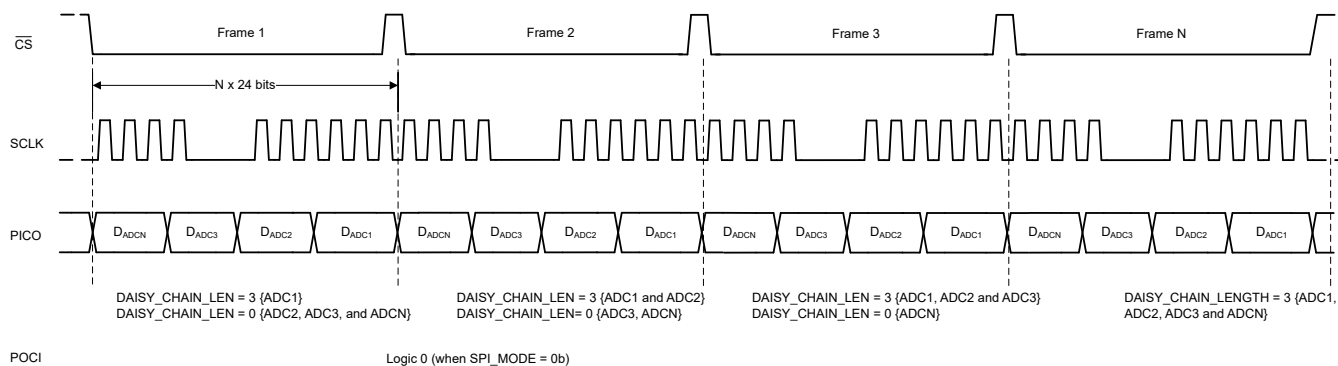 CS
Frame 1
Frame 2
Frame 3
Frame N
N x 24 bits
SCLK
PICO
DADCN
DADC3
DADC2
DADC1
DADCN
DADC3
DADC2
DADC1
DADCN
DADC3
DADC2
DADC1
DADCN
DADC3
DADC2
DADC1
DAISY_CHAIN_LEN = 3 {ADC1}
DAISY_CHAIN_LEN = 0 {ADC2, ADC3, and ADCN}
DAISY_CHAIN_LEN = 3 {ADC1 and ADC2}
DAISY_CHAIN_LEN= 0 {ADC3, ADCN}
DAISY_CHAIN_LEN = 3 {ADC1, ADC2 and ADC3}
DAISY_CHAIN_LEN = 0 {ADCN}
DAISY_CHAIN_LENGTH = 3 {ADC1,
ADC2, ADC3 and ADCN}
POCI
Logic 0 (when SPI_MODE = 0b)